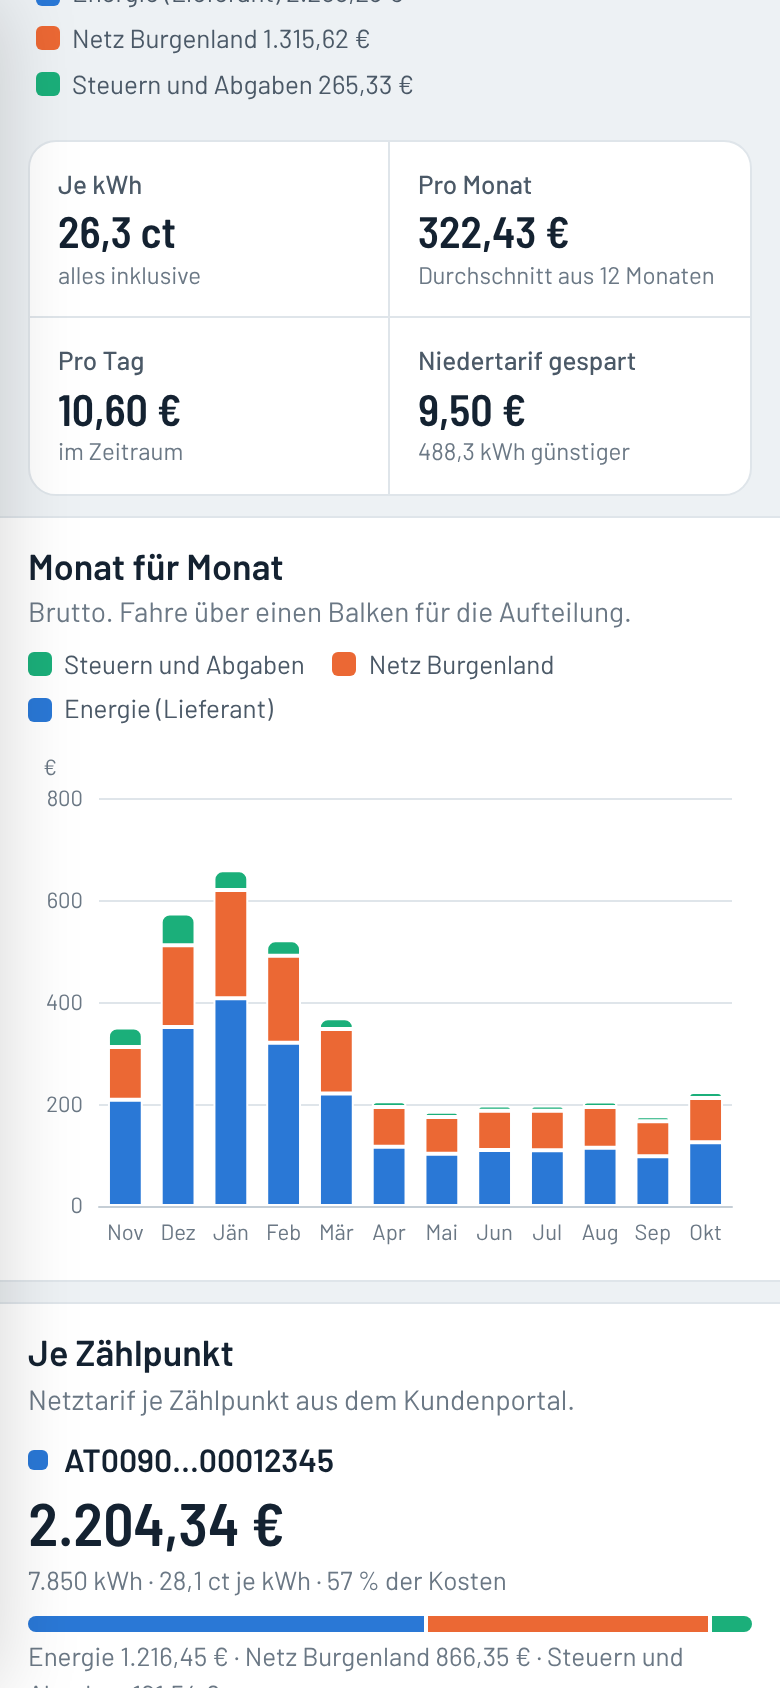 Energie (Lieferant)
Netz Burgenland 1.315,62 €
Steuern und Abgaben 265,33 €
Je kWh
26,3 ct
alles inklusive
Pro Monat
322,43 €
Durchschnitt aus 12 Monaten
Pro Tag
10,60 €
im Zeitraum
Niedertarif gespart
9,50 €
488,3 kWh günstiger
Monat für Monat
Brutto. Fahre über einen Balken für die Aufteilung.
Steuern und Abgaben
Netz Burgenland
Energie (Lieferant)
€
800
600
400
200
0
Nov Dez Jän Feb Mär Apr Mai Jun Jul Aug Sep Okt
Je Zählpunkt
Netztarif je Zählpunkt aus dem Kundenportal.
AT0090…00012345
2.204,34 €
7.850 kWh · 28,1 ct je kWh · 57 % der Kosten
Energie 1.216,45 € · Netz Burgenland 866,35 € · Steuern und